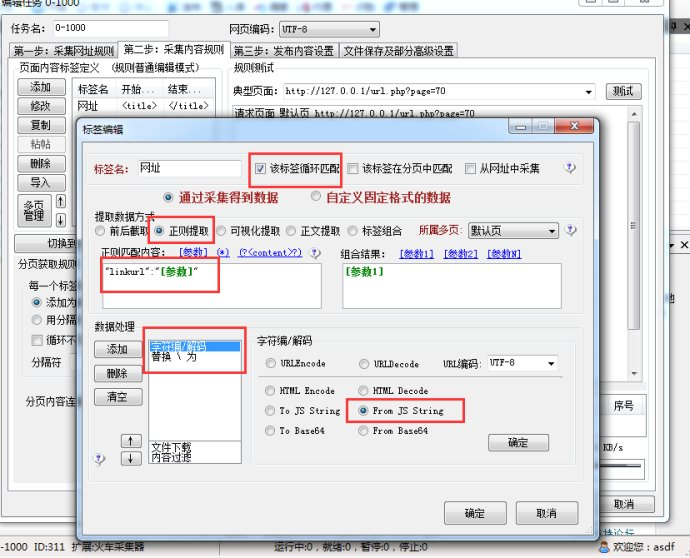 编辑任务 0-1000
任务名: 0-1000 网页编码: UTF-8
第一步: 采集网址规则 第二步: 采集内容规则 第三步: 发布内容设置 文件保存及部分高级设置
页面内容标签定义 (规则普通编辑模式) 规则测试
添加 标签名 开始... 结束... 典型页面: http://127.0.0.1/url.php?page=70 测试
修改 网址 <title> </title>
请求页面 默认页 http://127.0.0.1/url.php?page=70
复制
粘帖
删除
导入
多页管理 ↑ ↓
切换到
分页获取规则
每一个标签
添加为
用分隔
循环不
分隔符
分页内容连
标签编辑
标签名: 网址 该标签循环匹配 该标签在分页中匹配 从网址中采集
通过采集得到数据 自定义固定格式的数据
提取数据方式
前后截取 正则提取 可视化提取 正文提取 标签组合 所属多页: 默认页
正则匹配内容: [参数] (*) (?<content>?) 组合结果: [参数1] [参数2] [参数N]
"linkurl":"[参数]" [参数1]
数据处理
添加 字符编/解码
替换 \ 为
删除
清空
↑ 文件下载
↓ 内容过滤
字符编/解码
URLEncode URLDecode URL编码: UTF-8
HTML Encode HTML Decode
To JS String From JS String
To Base64 From Base64
确定
确定 取消
序号
KB/s
取消
-1000 ID:311 扩展:火车采集器 运行中:0，就绪:0，暂停:0，停止:0 欢迎您: asdf